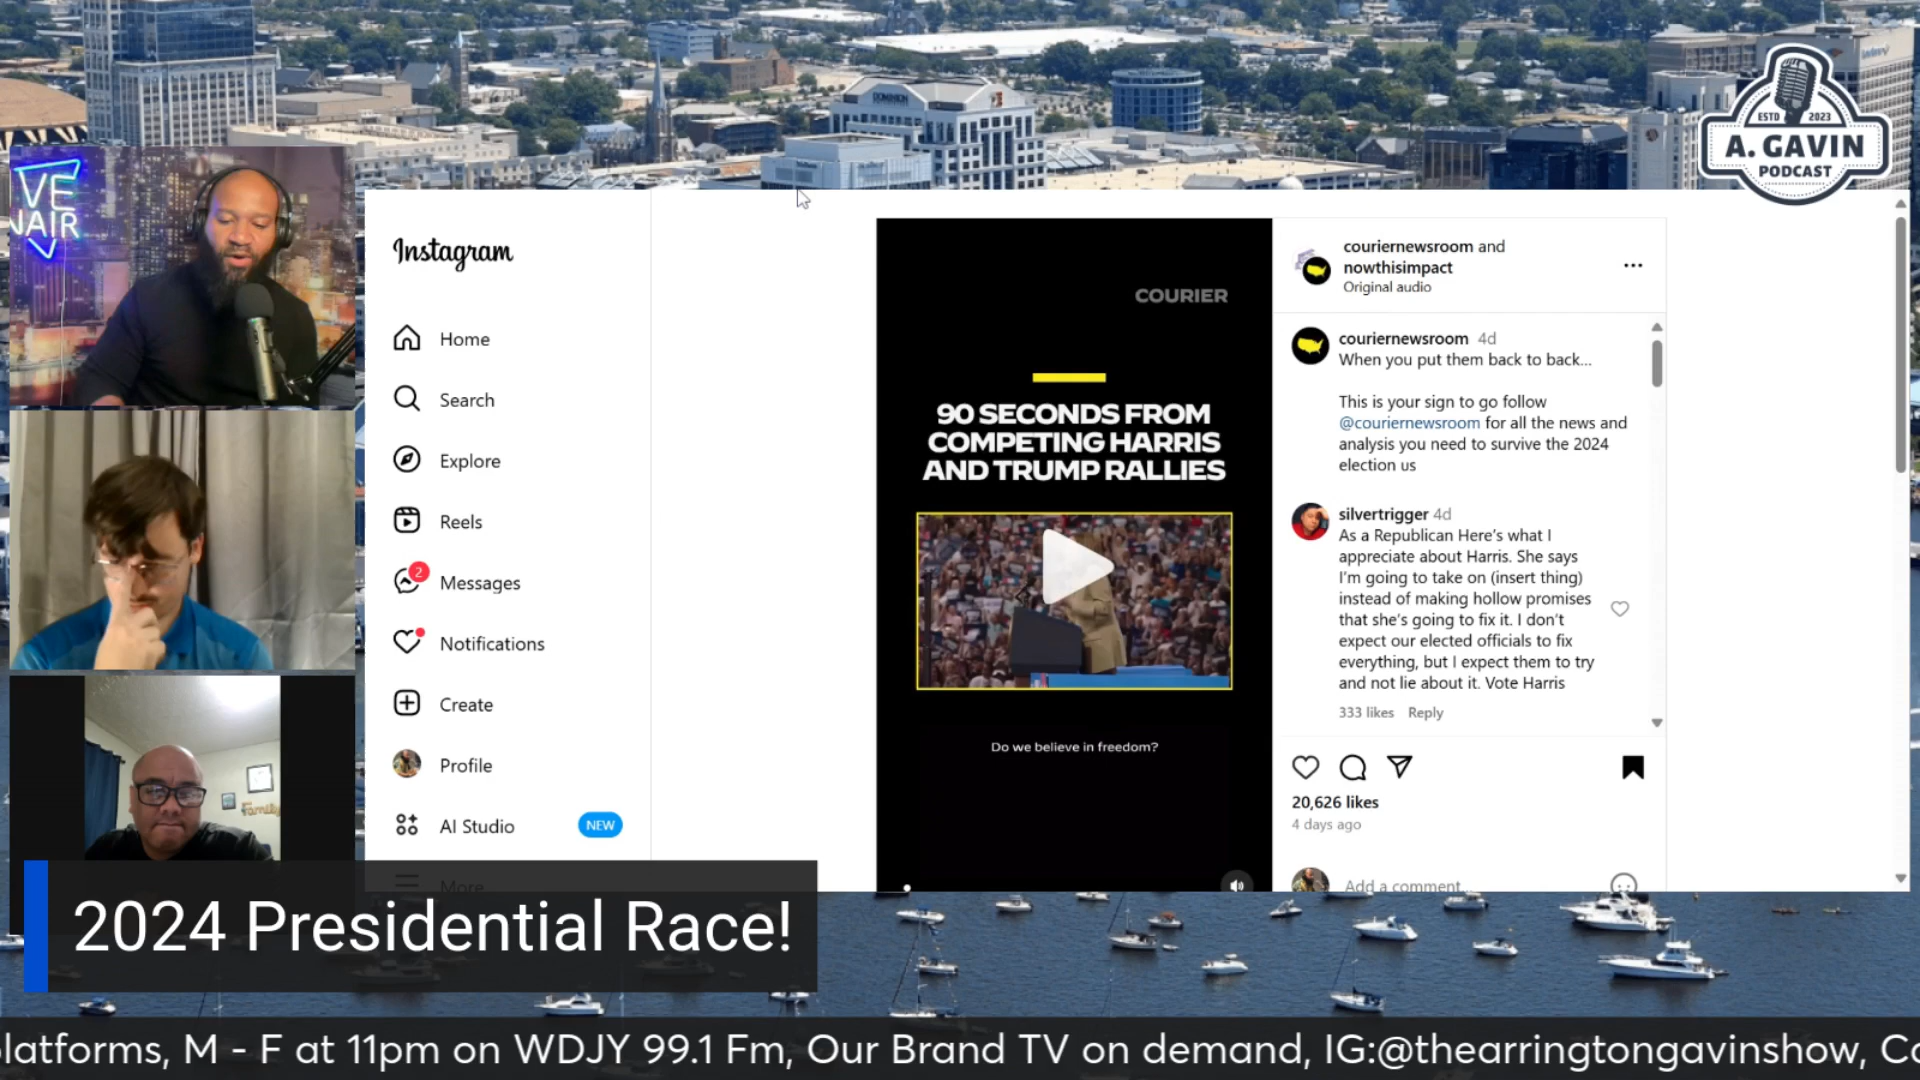 DOMINION
ESTD 2023
A. GAVIN
PODCAST
VE
NAIR
Instagram
Home
Search
Explore
Reels
2
Messages
Notifications
Create
Profile
AI Studio
NEW
More
COURIER
90 SECONDS FROM
COMPETING HARRIS
AND TRUMP RALLIES
Do we believe in freedom?
couriernewsroom and
nowthisimpact
Original audio
couriernewsroom 4d
When you put them back to back...
This is your sign to go follow
@couriernewsroom for all the news and
analysis you need to survive the 2024
election us
silvertrigger 4d
As a Republican Here's what I
appreciate about Harris. She says
I'm going to take on (insert thing)
instead of making hollow promises
that she's going to fix it. I don't
expect our elected officials to fix
everything, but I expect them to try
and not lie about it. Vote Harris
333 likes Reply
20,626 likes
4 days ago
Add a comment...
Family
2024 Presidential Race!
latforms, M - F at 11pm on WDJY 99.1 Fm, Our Brand TV on demand, IG:@thearringtongavinshow, Co